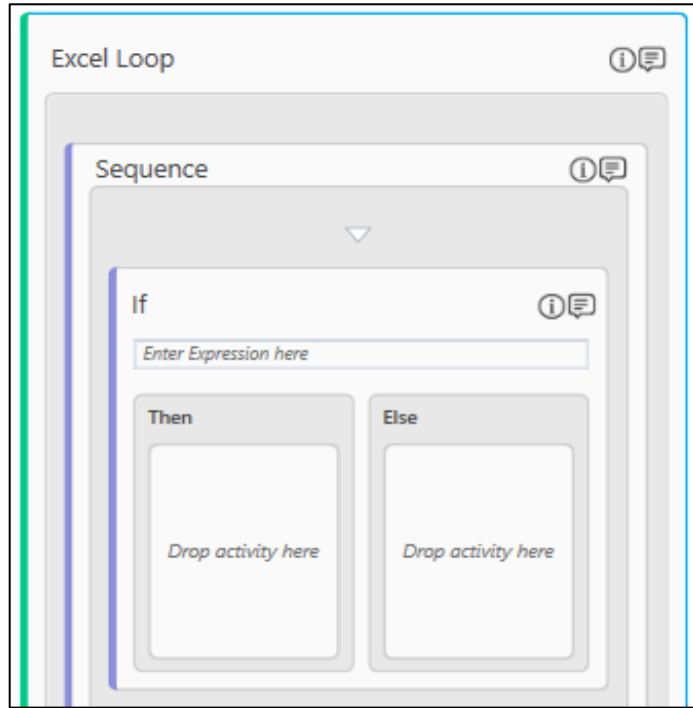 Excel Loop
Sequence
If
Enter Expression here
Then Else
Drop activity here Drop activity here